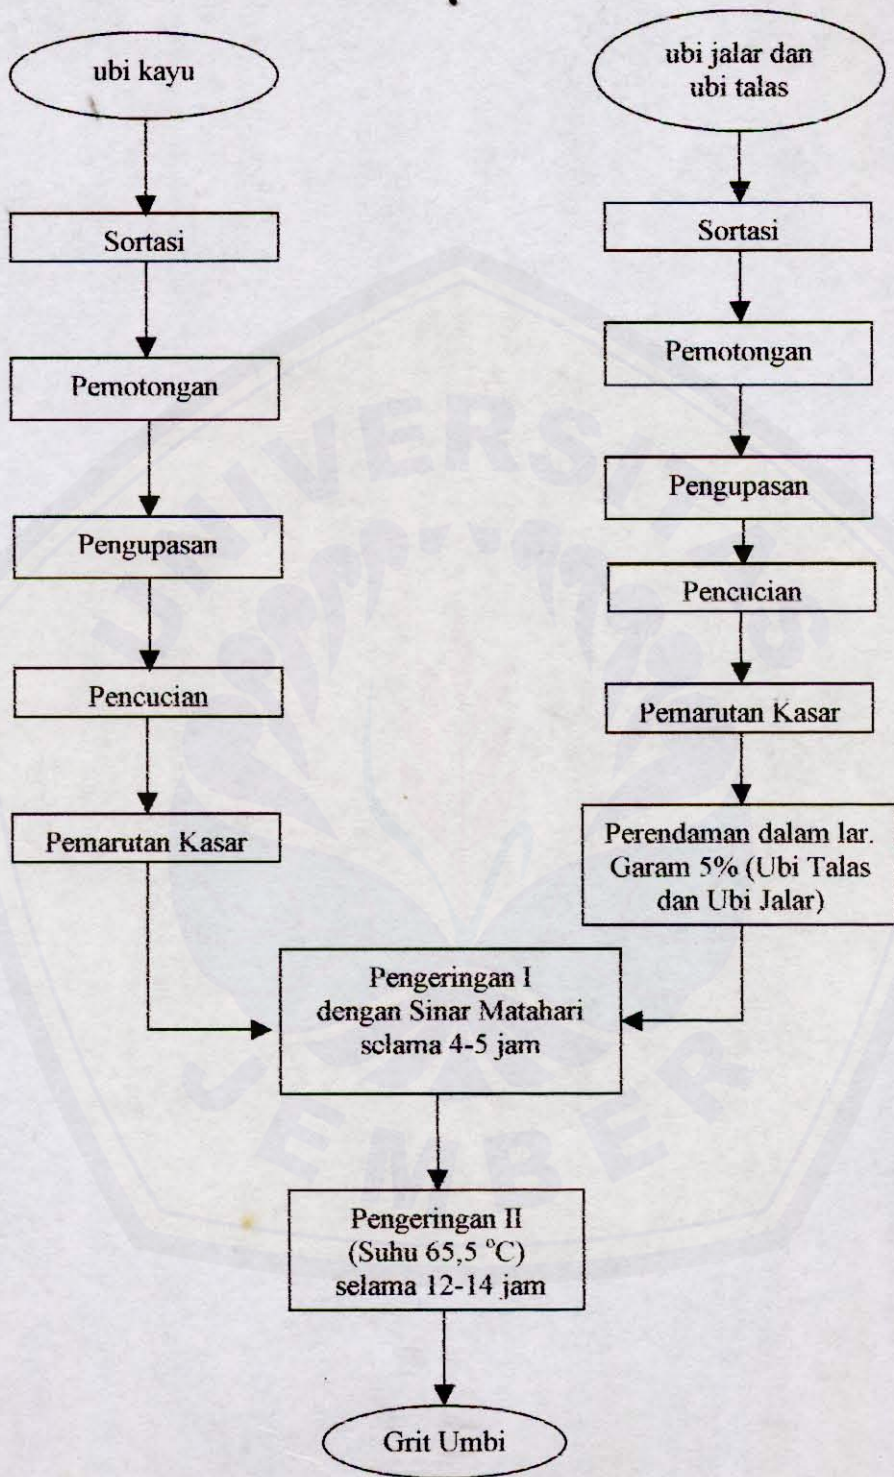 ubi kayu
Sortasi
Pemotongan
Pengupasan
Pencucian
Pemarutan Kasar
ubi jalar dan
ubi talas
Sortasi
Pemotongan
Pengupasan
Pencucian
Pemarutan Kasar
Perendaman dalam lar.
Garam 5% (Ubi Talas
dan Ubi Jalar)
Pengeringan I
dengan Sinar Matahari
selama 4-5 jam
Pengeringan II
(Suhu 65,5 °C)
selama 12-14 jam
Grit Umbi
UNIVERSITAS
JEMBER